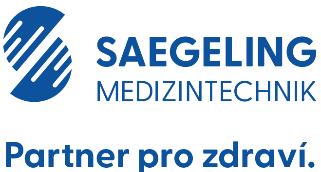 SAEGELING
MEDIZINTECHNIK
Partner pro zdraví.